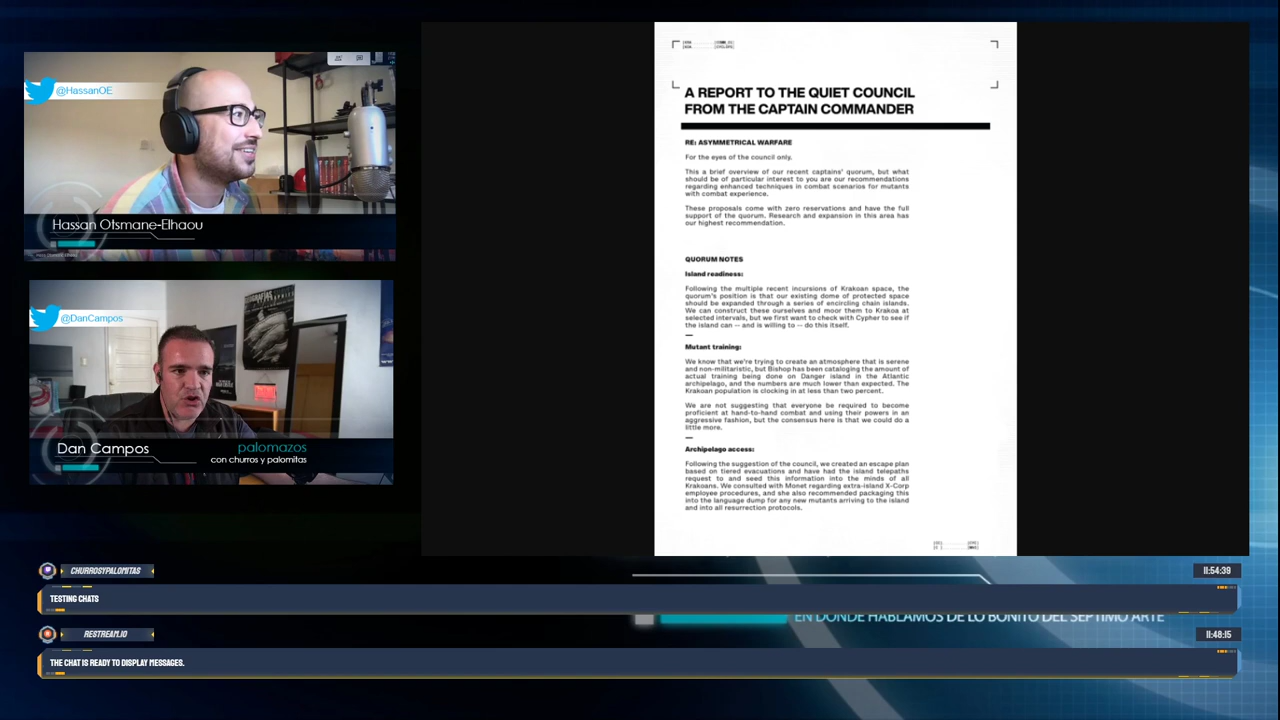 @HassanOE
Hassan Otsmane-Elhaou
@DanCampos
Dan Campos
palomazos
con churros y palomitas
A REPORT TO THE QUIET COUNCIL
FROM THE CAPTAIN COMMANDER
RE: ASYMMETRICAL WARFARE
For the eyes of the council only.
This a brief overview of our recent captains' quorum, but what
should be of particular interest to you are our recommendations
regarding enhanced techniques in combat scenarios for mutants
with combat experience.
These proposals come with zero reservations and have the full
support of the quorum. Research and expansion in this area has
our highest recommendation.
QUORUM NOTES
Island readiness:
Following the multiple recent incursions of Krakoan space, the
quorum's position is that our existing dome of protected space
should be expanded through a series of encircling chain islands.
We can construct these ourselves and moor them to Krakoa at
selected intervals, but we first want to check with Cypher to see if
the island can -- and is willing to -- do this itself.
—
Mutant training:
We know that we're trying to create an atmosphere that is serene
and non-militaristic, but Bishop has been cataloging the amount of
actual training being done on Danger island in the Atlantic
archipelago, and the numbers are much lower than expected. The
Krakoan population is clocking in at less than two percent.
We are not suggesting that everyone be required to become
proficient at hand-to-hand combat and using their powers in an
aggressive fashion, but the consensus here is that we could do a
little more.
—
Archipelago access:
Following the suggestion of the council, we created an escape plan
based on tiered evacuations and have had the island telepaths
request to and seed this information into the minds of all
Krakoans. We consulted with Monet regarding extra-island X-Corp
employee procedures, and she also recommended packaging this
into the language dump for any new mutants arriving to the island
and into all resurrection protocols.
CHURROSYPALOMITAS
11:54:39
TESTING CHATS
EN DONDE HABLAMOS DE LO BONITO DEL SÉPTIMO ARTE
RESTREAM.IO
11:48:15
THE CHAT IS READY TO DISPLAY MESSAGES.